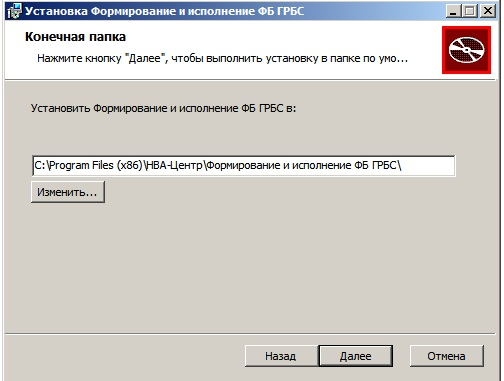 Установка Формирование и исполнение ФБ ГРБС
Конечная папка
Нажмите кнопку "Далее", чтобы выполнить установку в папке по умо...
Установить Формирование и исполнение ФБ ГРБС в:
C:\Program Files (x86)\НВА-Центр\Формирование и исполнение ФБ ГРБС\
Изменить...
Назад
Далее
Отмена